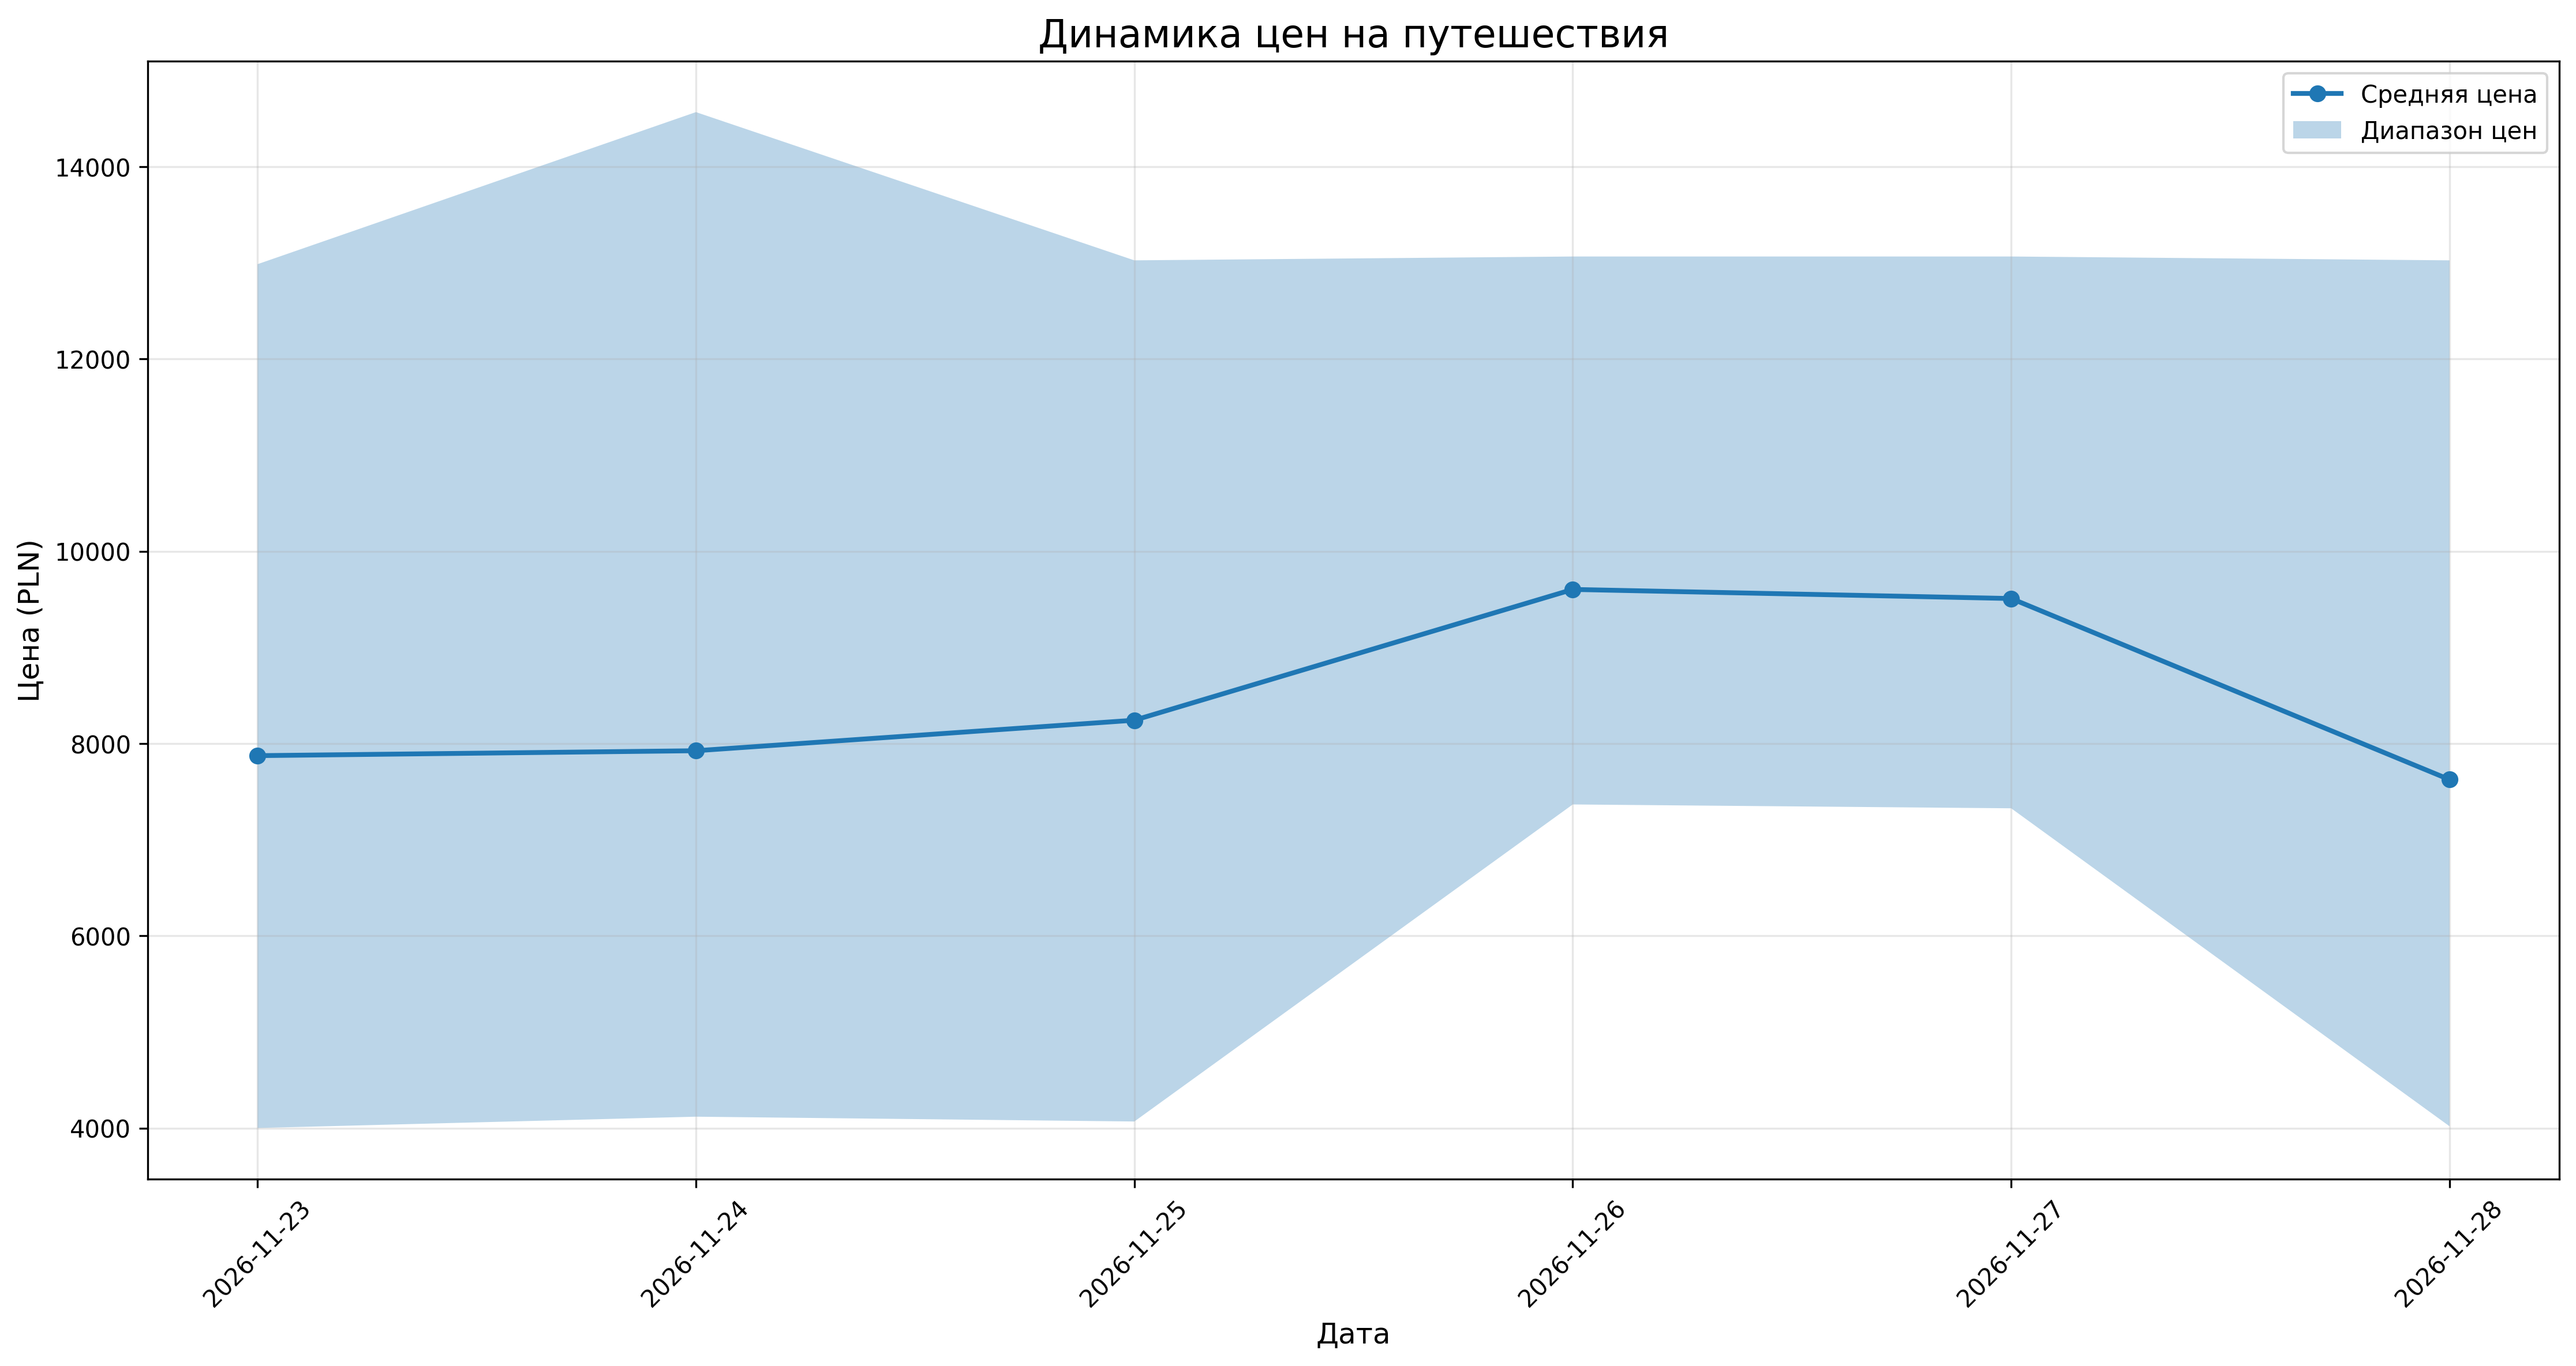 Динамика цен на путешествия
Средняя цена
Диапазон цен
Цена (PLN)
14000
12000
10000
8000
6000
4000
2026-11-23
2026-11-24
2026-11-25
2026-11-26
2026-11-27
2026-11-28
Дата